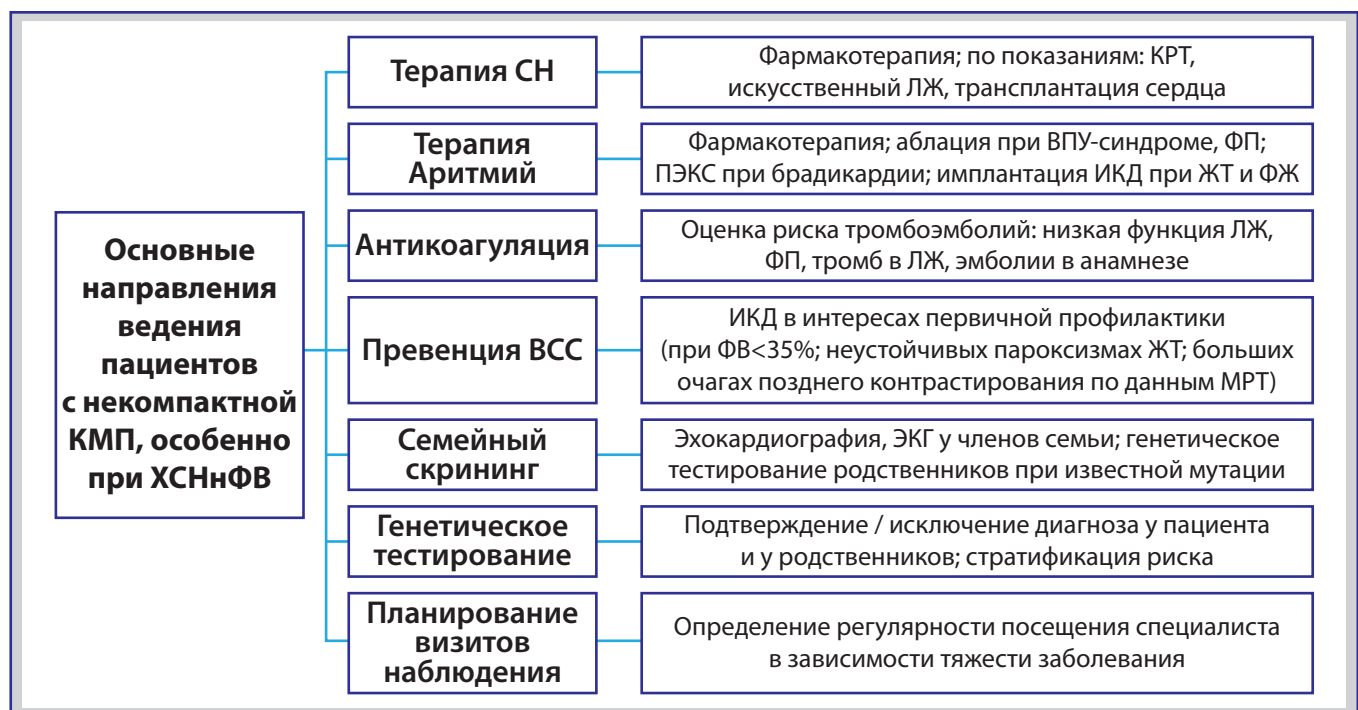 Основные
направления
ведения
пациентов
с некомпактной
КМП, особенно
при ХСНнФВ
Терапия СН
Фармакотерапия; по показаниям: КРТ,
искусственный ЛЖ, трансплантация сердца
Терапия
Аритмий
Фармакотерапия; аблация при ВПУ-синдроме, ФП;
ПЭКС при брадикардии; имплантация ИКД при ЖТ и ФЖ
Антикоагуляция
Оценка риска тромбоэмболий: низкая функция ЛЖ,
ФП, тромб в ЛЖ, эмболии в анамнезе
Превенция ВСС
ИКД в интересах первичной профилактики
(при ФВ<35%; неустойчивых пароксизмах ЖТ; больших
очагах позднего контрастирования по данным МРТ)
Семейный
скрининг
Эхокардиография, ЭКГ у членов семьи; генетическое
тестирование родственников при известной мутации
Генетическое
тестирование
Подтверждение / исключение диагноза у пациента
и у родственников; стратификация риска
Планирование
визитов
наблюдения
Определение регулярности посещения специалиста
в зависимости тяжести заболевания